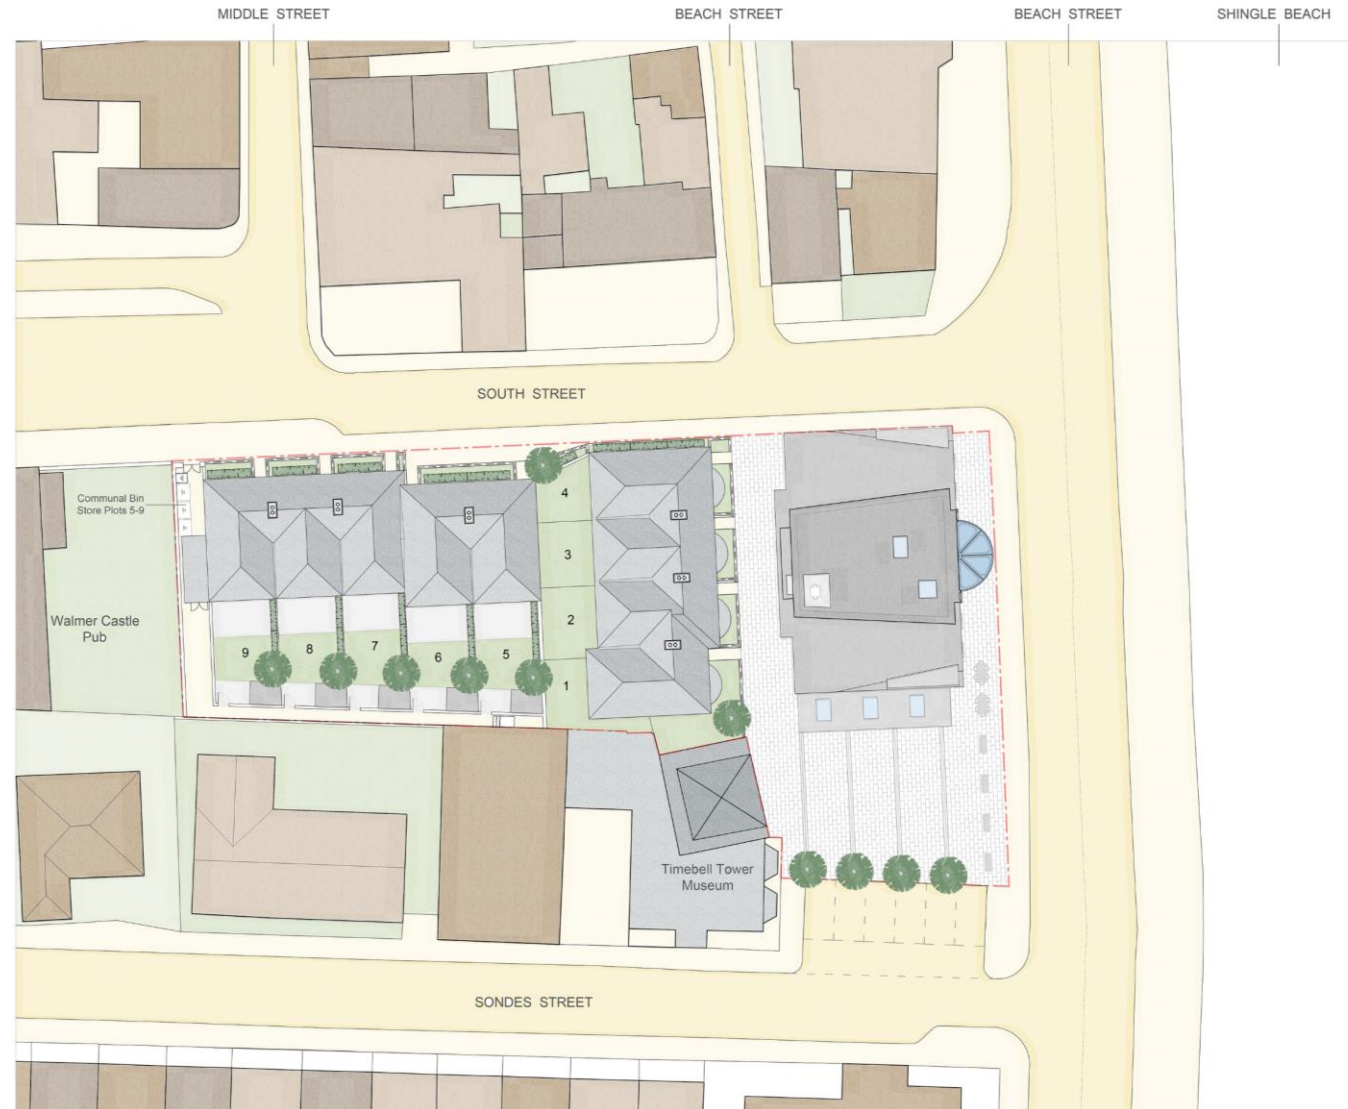 MIDDLE STREET
BEACH STREET
BEACH STREET
SHINGLE BEACH
SOUTH STREET
Communal Bin
Store Plots 5-9
4
3
2
1
Walmer Castle
Pub
9
8
7
6
5
Timebell Tower
Museum
SONDES STREET